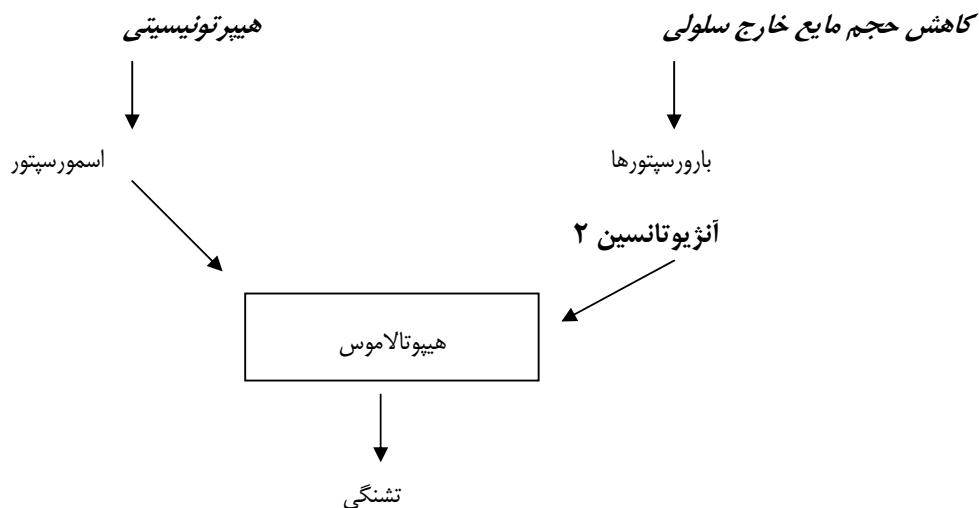 کاهش حجم مایع خارج سلولی
هیپرتونیسیتی
بارورسپتورها
اسمورسپتور
آنژیوتانسین ۲
هیپوتالاموس
تشنگی